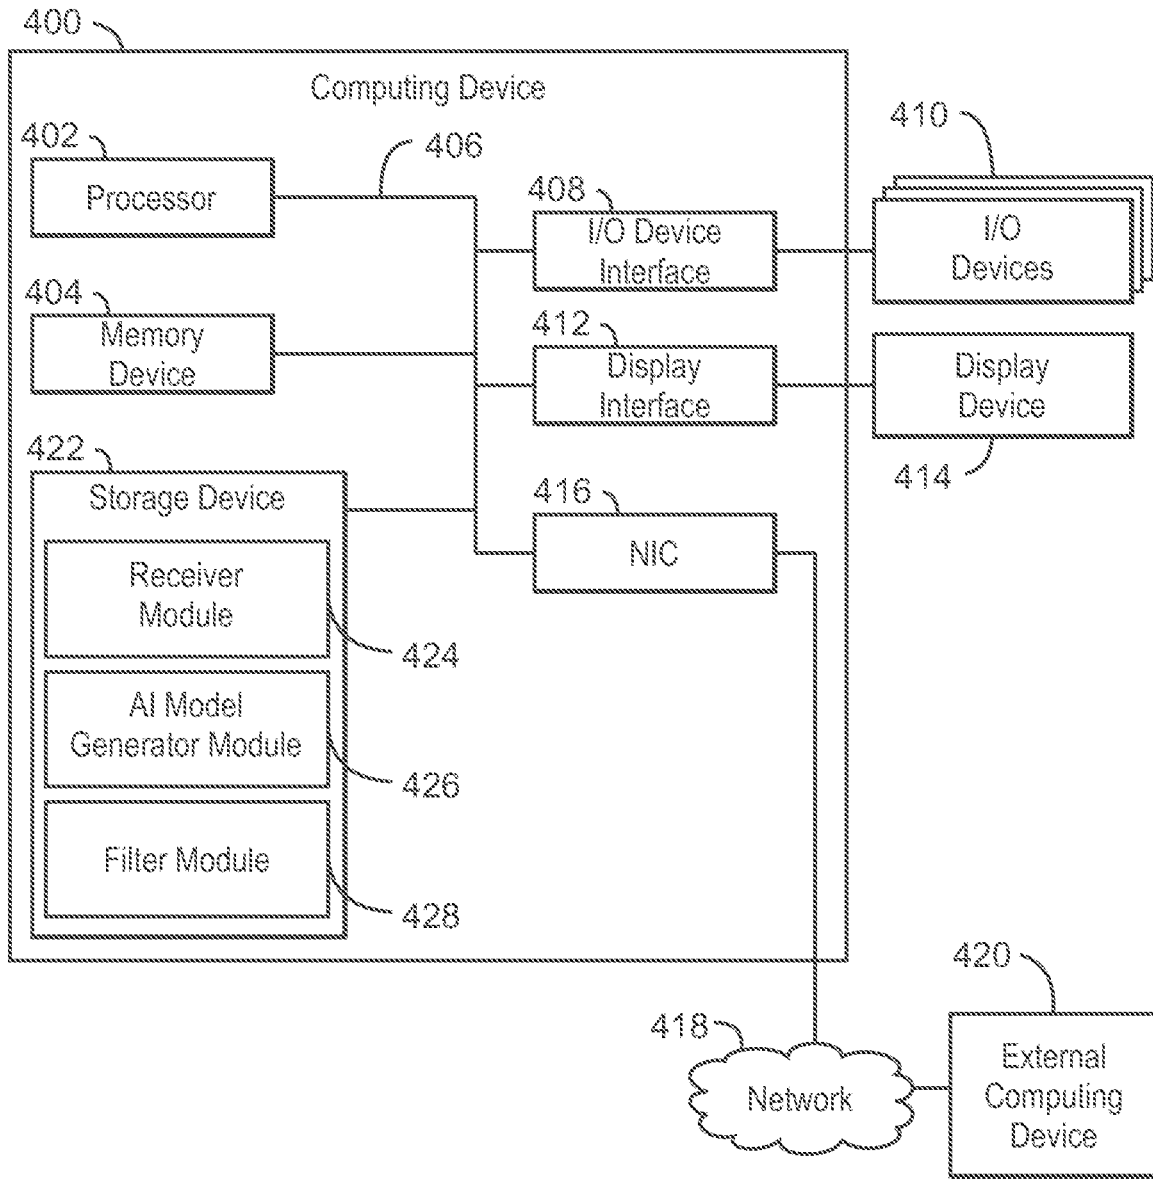 400
Computing Device
402
Processor
406
404
Memory
Device
408
I/O Device
Interface
410
I/O
Devices
412
Display
Interface
Display
Device
414
422
Storage Device
Receiver
Module
424
AI Model
Generator Module
426
Filter Module
428
416
NIC
418
Network
420
External
Computing
Device